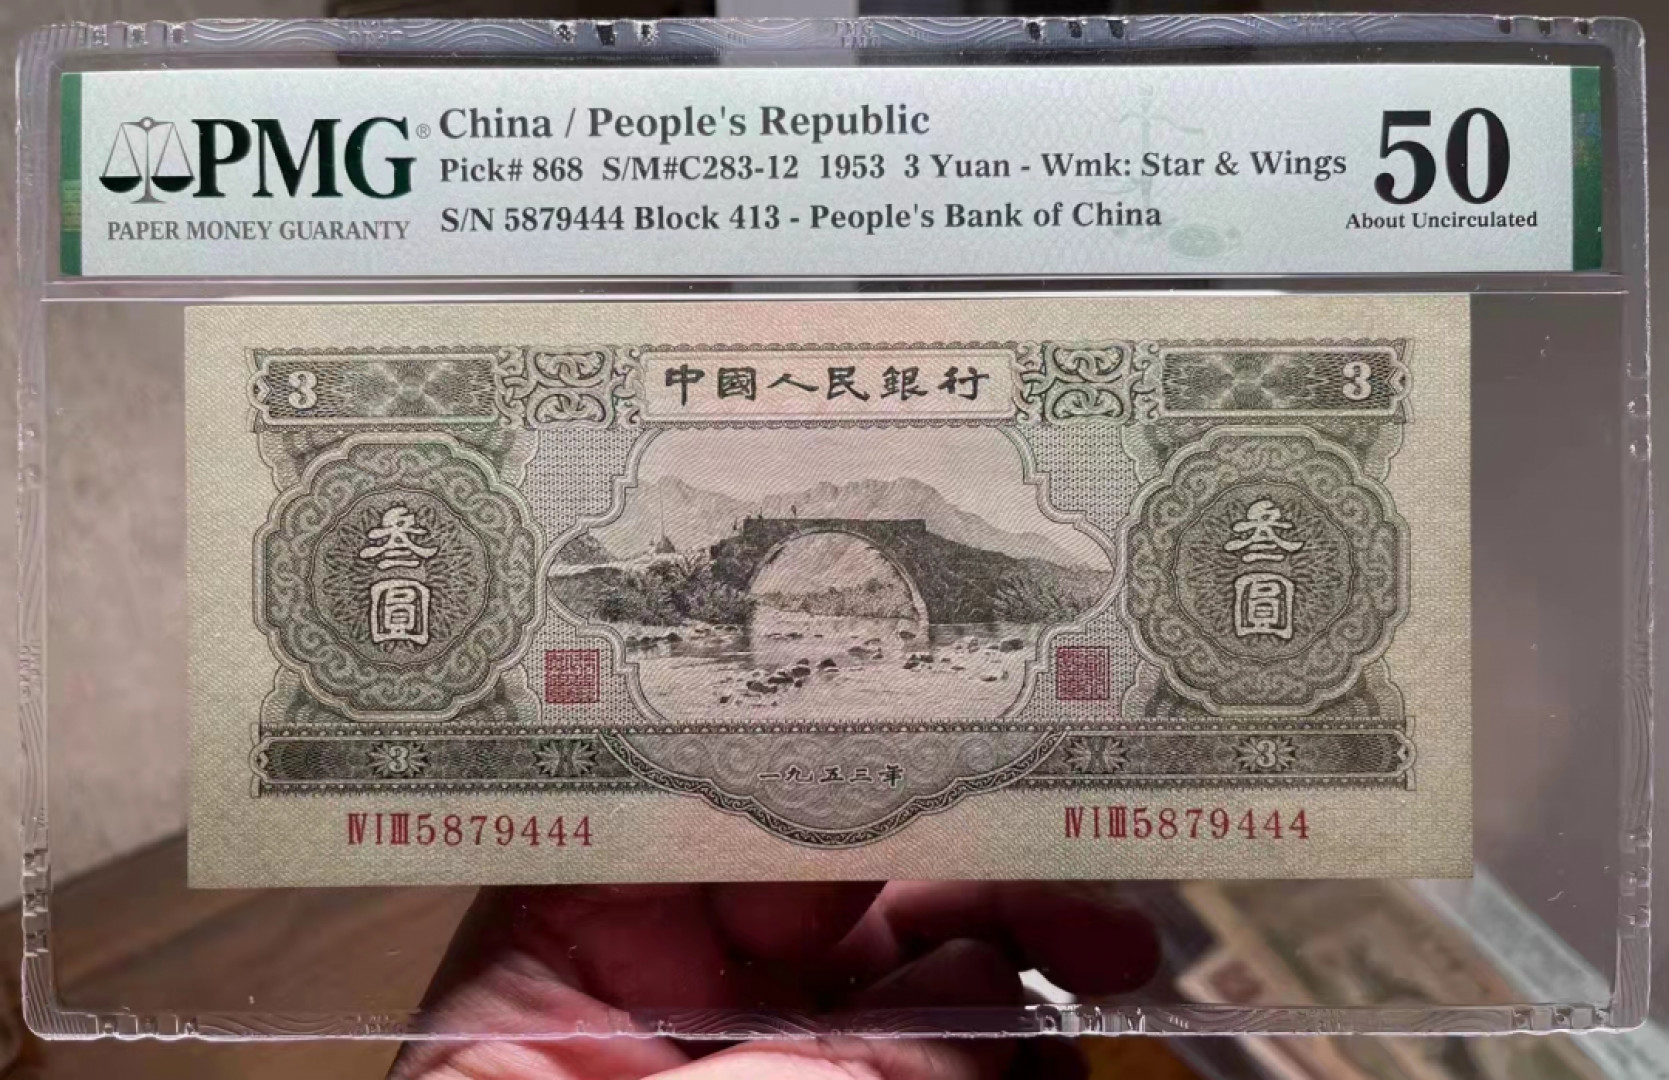 PMG® China / People's Republic
Pick# 868 S/M#C283-12 1953 3 Yuan - Wmk: Star & Wings
S/N 5879444 Block 413 - People's Bank of China
PAPER MONEY GUARANTY
50
About Uncirculated
3 中國人民銀行 3
叁圓 叁圓
3 一九五三年 3
ⅣⅠⅢ5879444 ⅣⅠⅢ5879444